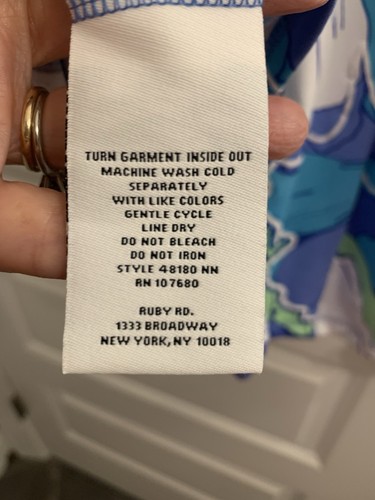 TURN GARMENT INSIDE OUT
MACHINE WASH COLD
SEPARATELY
WITH LIKE COLORS
GENTLE CYCLE
LINE DRY
DO NOT BLEACH
DO NOT IRON
STYLE 48180 NN
RN 107680
RUBY RD.
1333 BROADWAY
NEW YORK,NY 10018